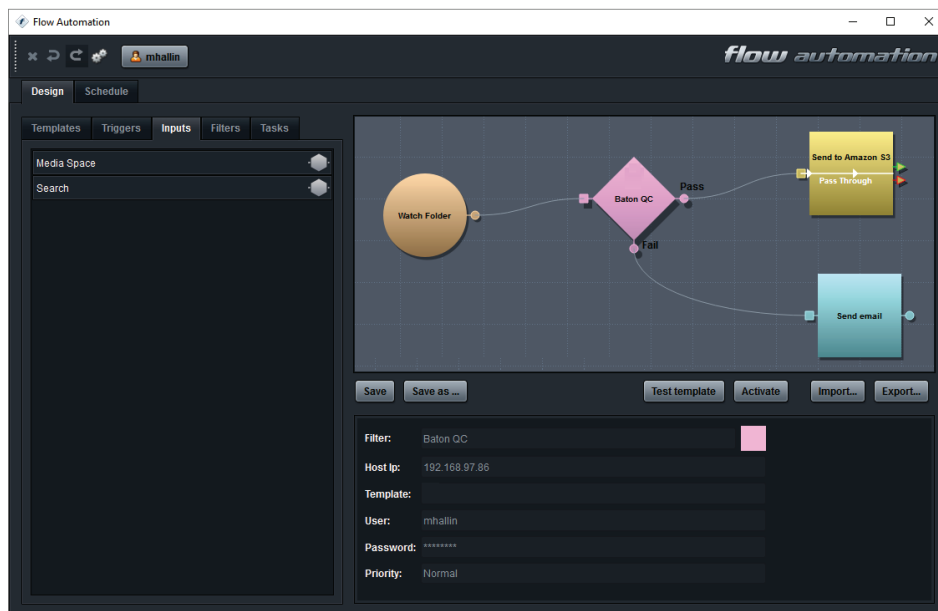 Flow Automation
mhallin
flow automation
Design Schedule
Templates Triggers Inputs Filters Tasks
Media Space
Search
Watch Folder
Baton QC
Pass
Fail
Send to Amazon S3
Pass Through
Send email
Save Save as ... Test template Activate Import... Export...
Filter: Baton QC
Host Ip: 192.168.97.86
Template:
User: mhallin
Password: ********
Priority: Normal